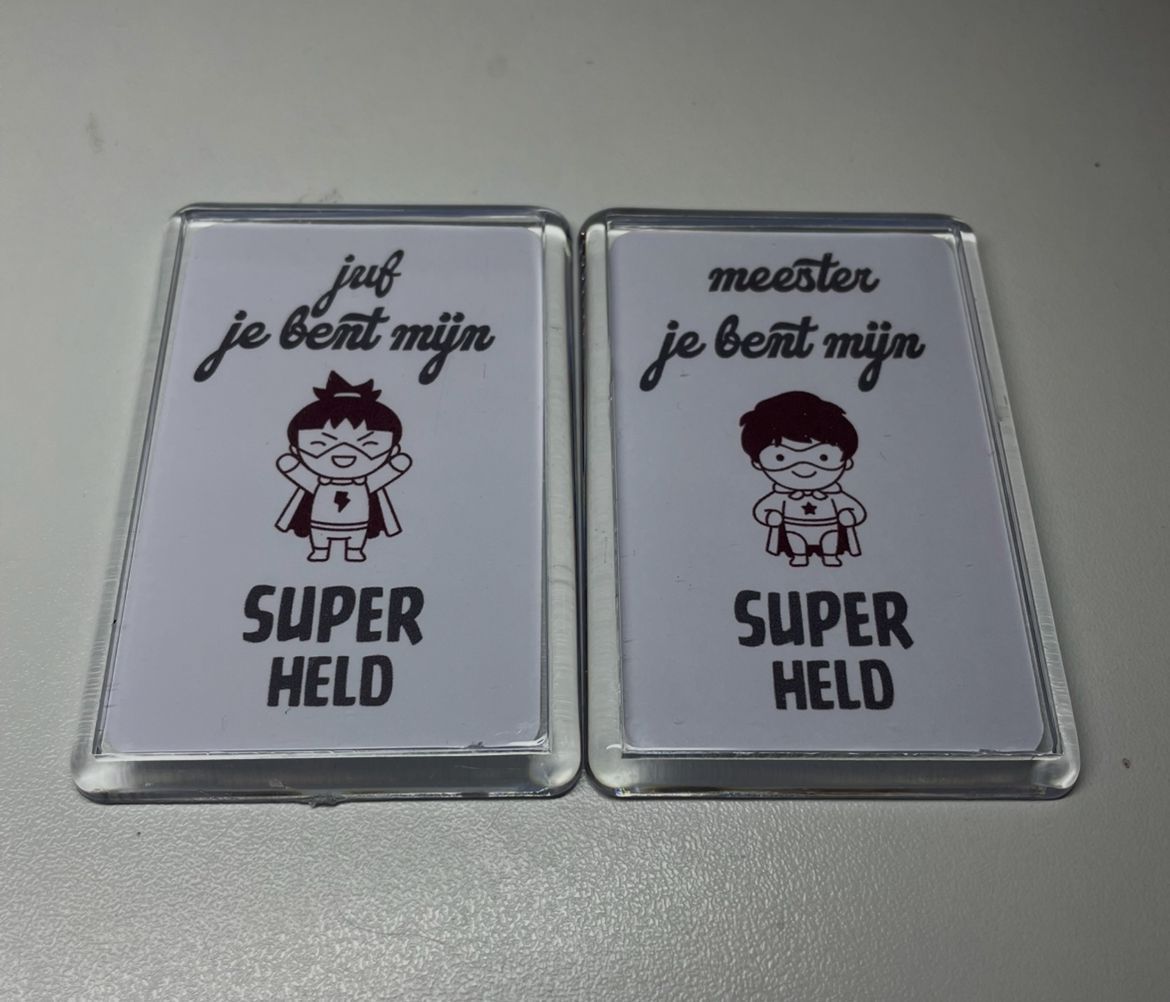 juf
je bent mijn
SUPER
HELD
meester
je bent mijn
SUPER
HELD